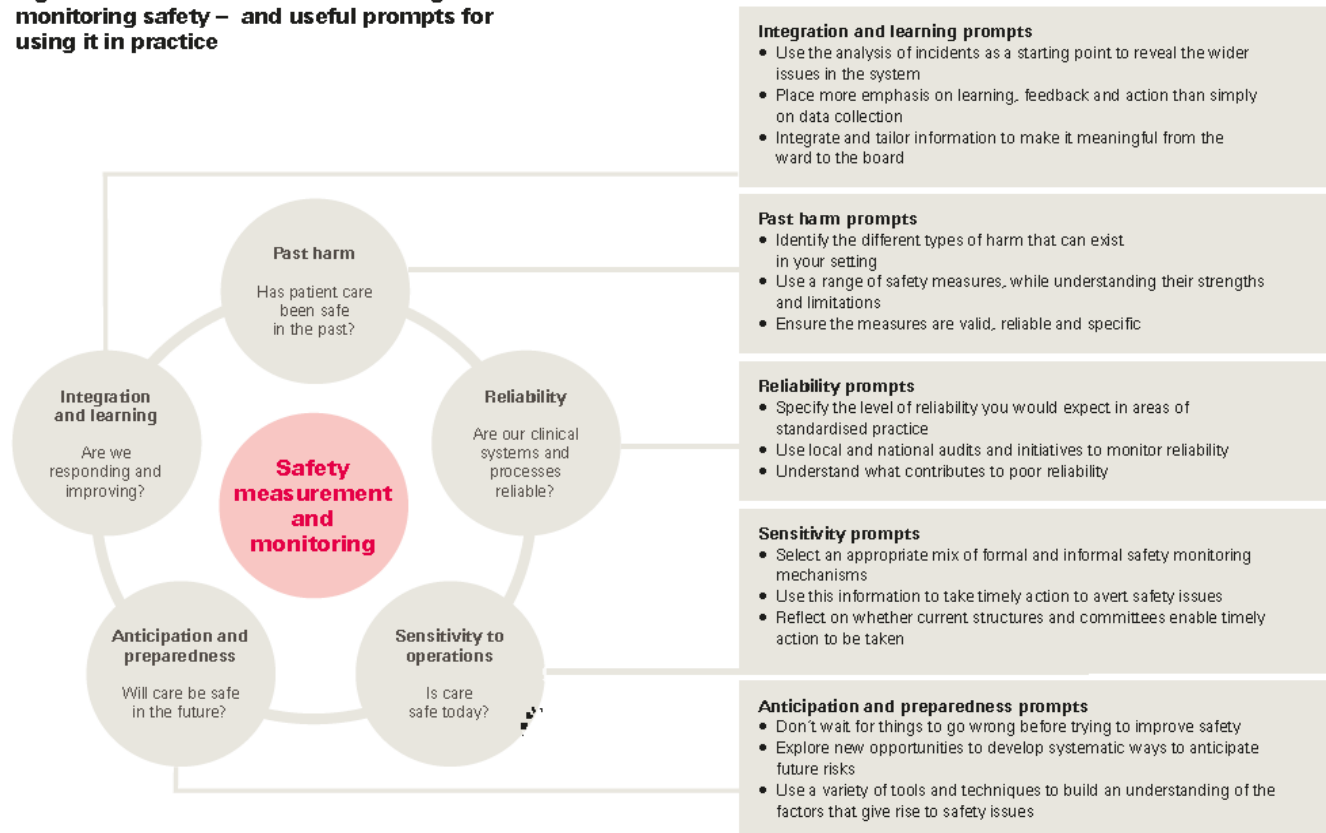 monitoring safety – and useful prompts for
using it in practice
Integration and learning prompts
• Use the analysis of incidents as a starting point to reveal the wider
issues in the system
• Place more emphasis on learning, feedback and action than simply
on data collection
• Integrate and tailor information to make it meaningful from the
ward to the board
Past harm prompts
• Identify the different types of harm that can exist
in your setting
• Use a range of safety measures, while understanding their strengths
and limitations
• Ensure the measures are valid, reliable and specific
Reliability prompts
• Specify the level of reliability you would expect in areas of
standardised practice
• Use local and national audits and initiatives to monitor reliability
• Understand what contributes to poor reliability
Sensitivity prompts
• Select an appropriate mix of formal and informal safety monitoring
mechanisms
• Use this information to take timely action to avert safety issues
• Reflect on whether current structures and committees enable timely
action to be taken
Anticipation and preparedness prompts
• Don't wait for things to go wrong before trying to improve safety
• Explore new opportunities to develop systematic ways to anticipate
future risks
• Use a variety of tools and techniques to build an understanding of the
factors that give rise to safety issues
Past harm
Has patient care
been safe
in the past?
Integration
and learning
Are we
responding and
improving?
Reliability
Are our clinical
systems and
processes
reliable?
Safety
measurement
and
monitoring
Anticipation and
preparedness
Will care be safe
in the future?
Sensitivity to
operations
Is care
safe today?